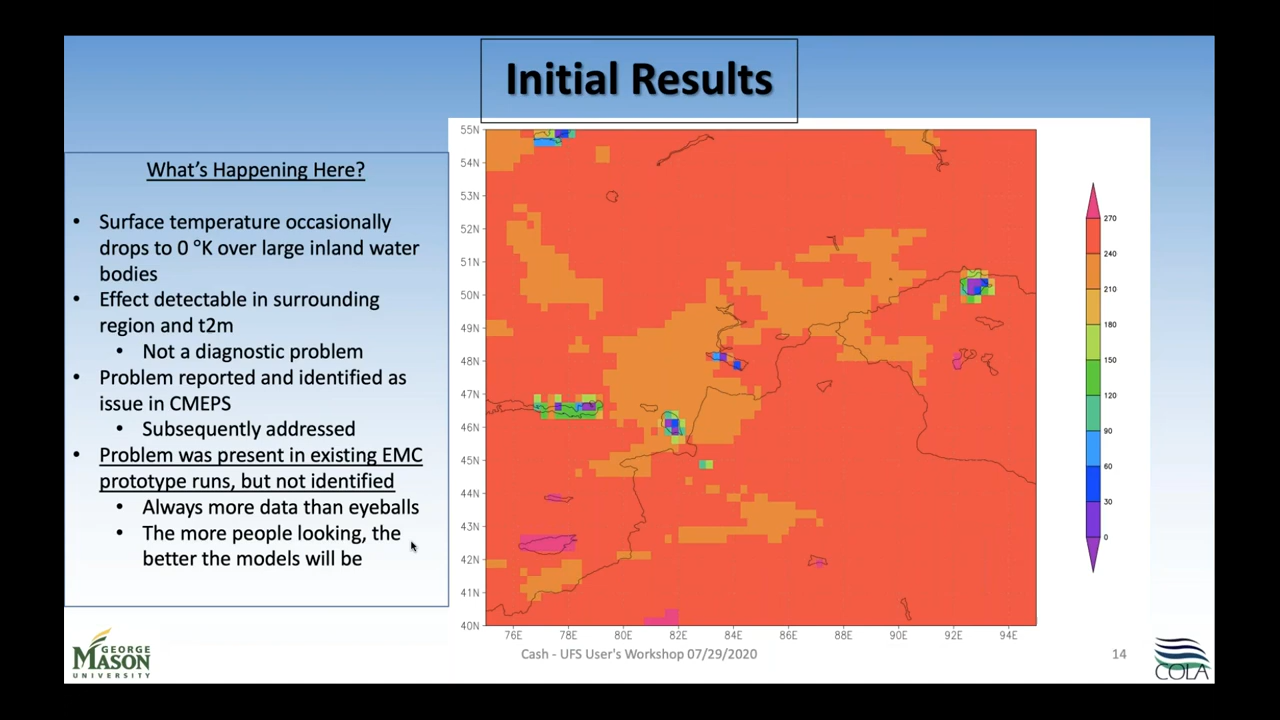 Initial Results
What's Happening Here?
• Surface temperature occasionally
drops to 0 °K over large inland water
bodies
• Effect detectable in surrounding
region and t2m
• Not a diagnostic problem
• Problem reported and identified as
issue in CMEPS
• Subsequently addressed
• Problem was present in existing EMC
prototype runs, but not identified
• Always more data than eyeballs
• The more people looking, the
better the models will be
55N
54N
53N
52N
51N
50N
49N
48N
47N
46N
45N
44N
43N
42N
41N
40N
76E 78E 80E 82E 84E 86E 88E 90E 92E 94E
270
240
210
180
150
120
90
60
30
0
Cash - UFS User's Workshop 07/29/2020
14
GEORGE
MASON
UNIVERSITY
COLA